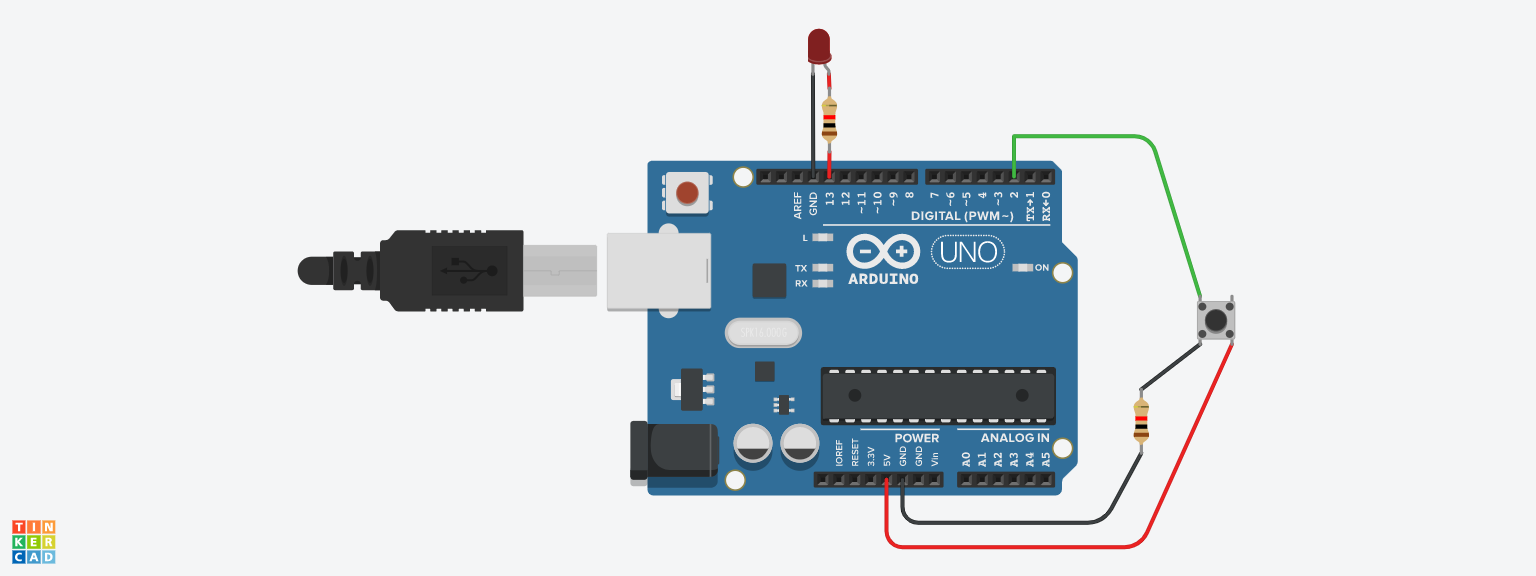 AREF
GND
13
12
~11
~10
~9
8
7
~6
~5
4
~3
2
TX→1
RX←0
DIGITAL (PWM~)
L
TX
RX
ARDUINO
UNO
ON
POWER
ANALOG IN
IOREF
RESET
3.3V
5V
GND
GND
Vin
A0
A1
A2
A3
A4
A5
TIN
KER
CAD